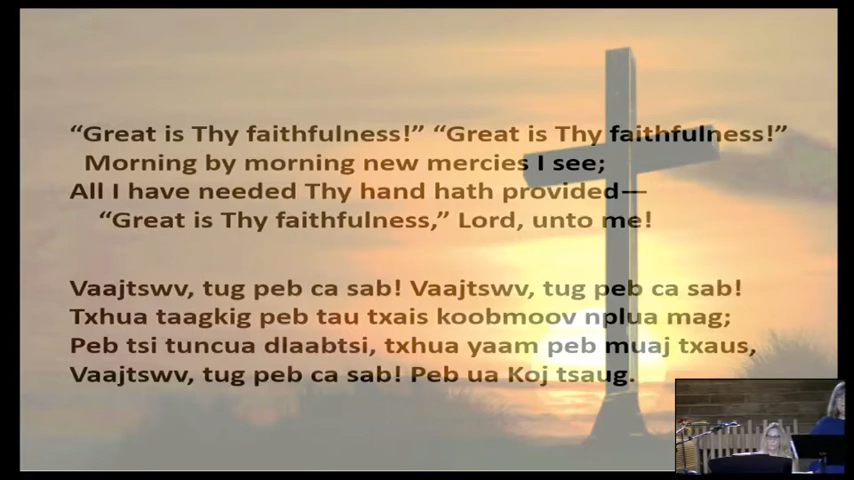 “Great is Thy faithfulness!” “Great is Thy faithfulness!”
Morning by morning new mercies I see;
All I have needed Thy hand hath provided—
“Great is Thy faithfulness,” Lord, unto me!
Vaajtswv, tug peb ca sab! Vaajtswv, tug peb ca sab!
Txhua taagkig peb tau txais koobmoov nplua mag;
Peb tsi tuncua dlaabtsi, txhua yaam peb muaj txaus,
Vaajtswv, tug peb ca sab! Peb ua Koj tsaug.